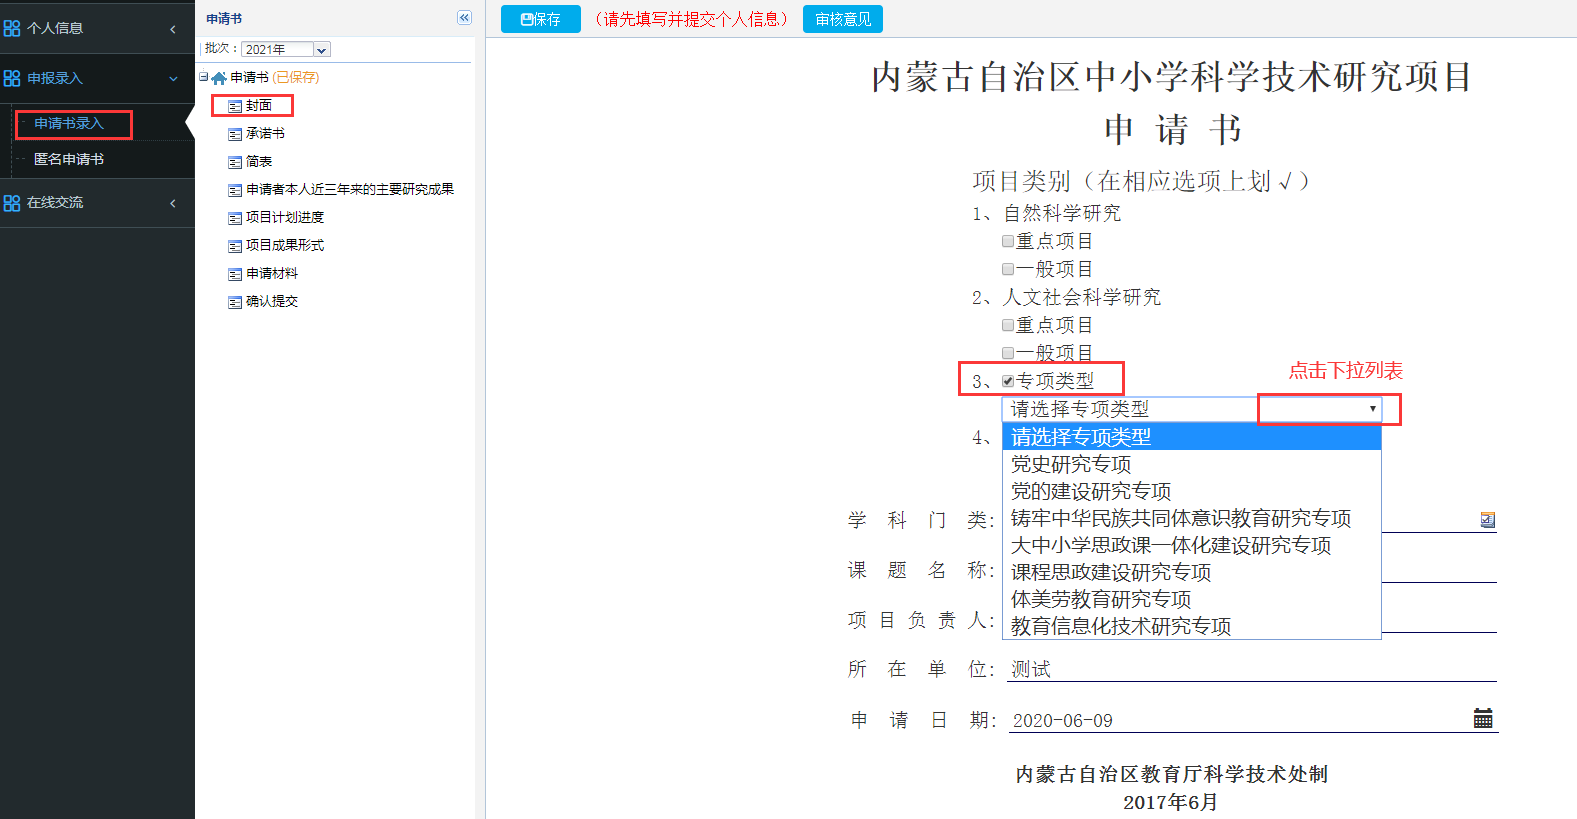 个人信息
申报录入
申请书录入
匿名申请书
在线交流
申请书
批次：2021年
申请书 (已保存)
封面
承诺书
简表
申请者本人近三年来的主要研究成果
项目计划进度
项目成果形式
申请材料
确认提交
保存 （请先填写并提交个人信息） 审核意见
内蒙古自治区中小学科学技术研究项目
申 请 书
项目类别（在相应选项上划√）
1、自然科学研究
重点项目
一般项目
2、人文社会科学研究
重点项目
一般项目
3、专项类型
点击下拉列表
请选择专项类型
4、
请选择专项类型
党史研究专项
党的建设研究专项
铸牢中华民族共同体意识教育研究专项
大中小学思政课一体化建设研究专项
课程思政建设研究专项
体美劳教育研究专项
教育信息化技术研究专项
学 科 门 类：
课 题 名 称：
项 目 负 责 人：
所 在 单 位：测试
申 请 日 期：2020-06-09
内蒙古自治区教育厅科学技术处制
2017年6月